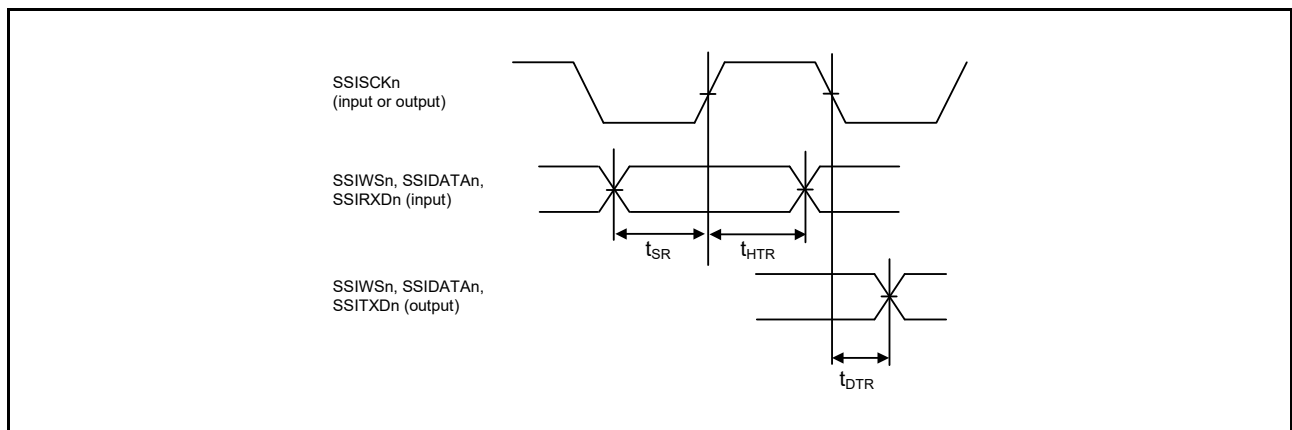 SSISCKn
(input or output)
SSIWSn, SSIDATAn,
SSIRXDn (input)
tSR
tHTR
SSIWSn, SSIDATAn,
SSITXDn (output)
tDTR